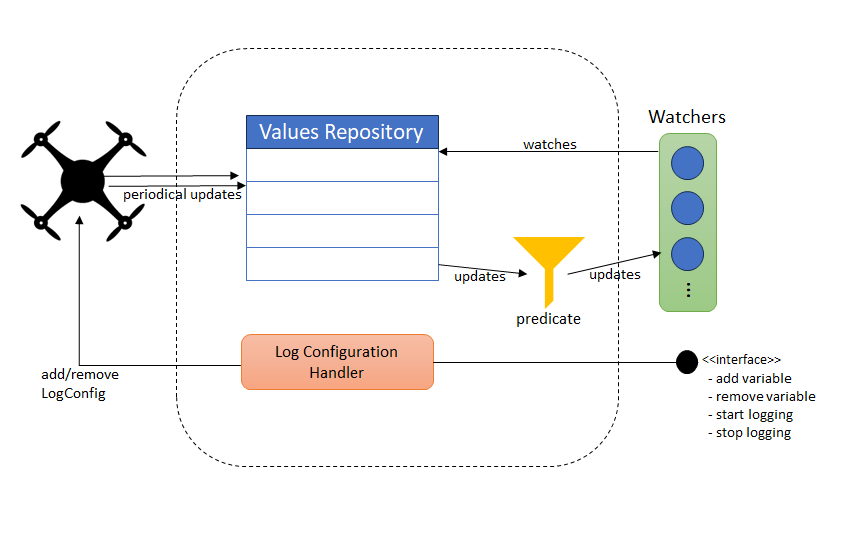 Values Repository
Watchers
watches
periodical updates
updates
updates
predicate
Log Configuration
Handler
add/remove
LogConfig
<<interface>>
- add variable
- remove variable
- start logging
- stop logging